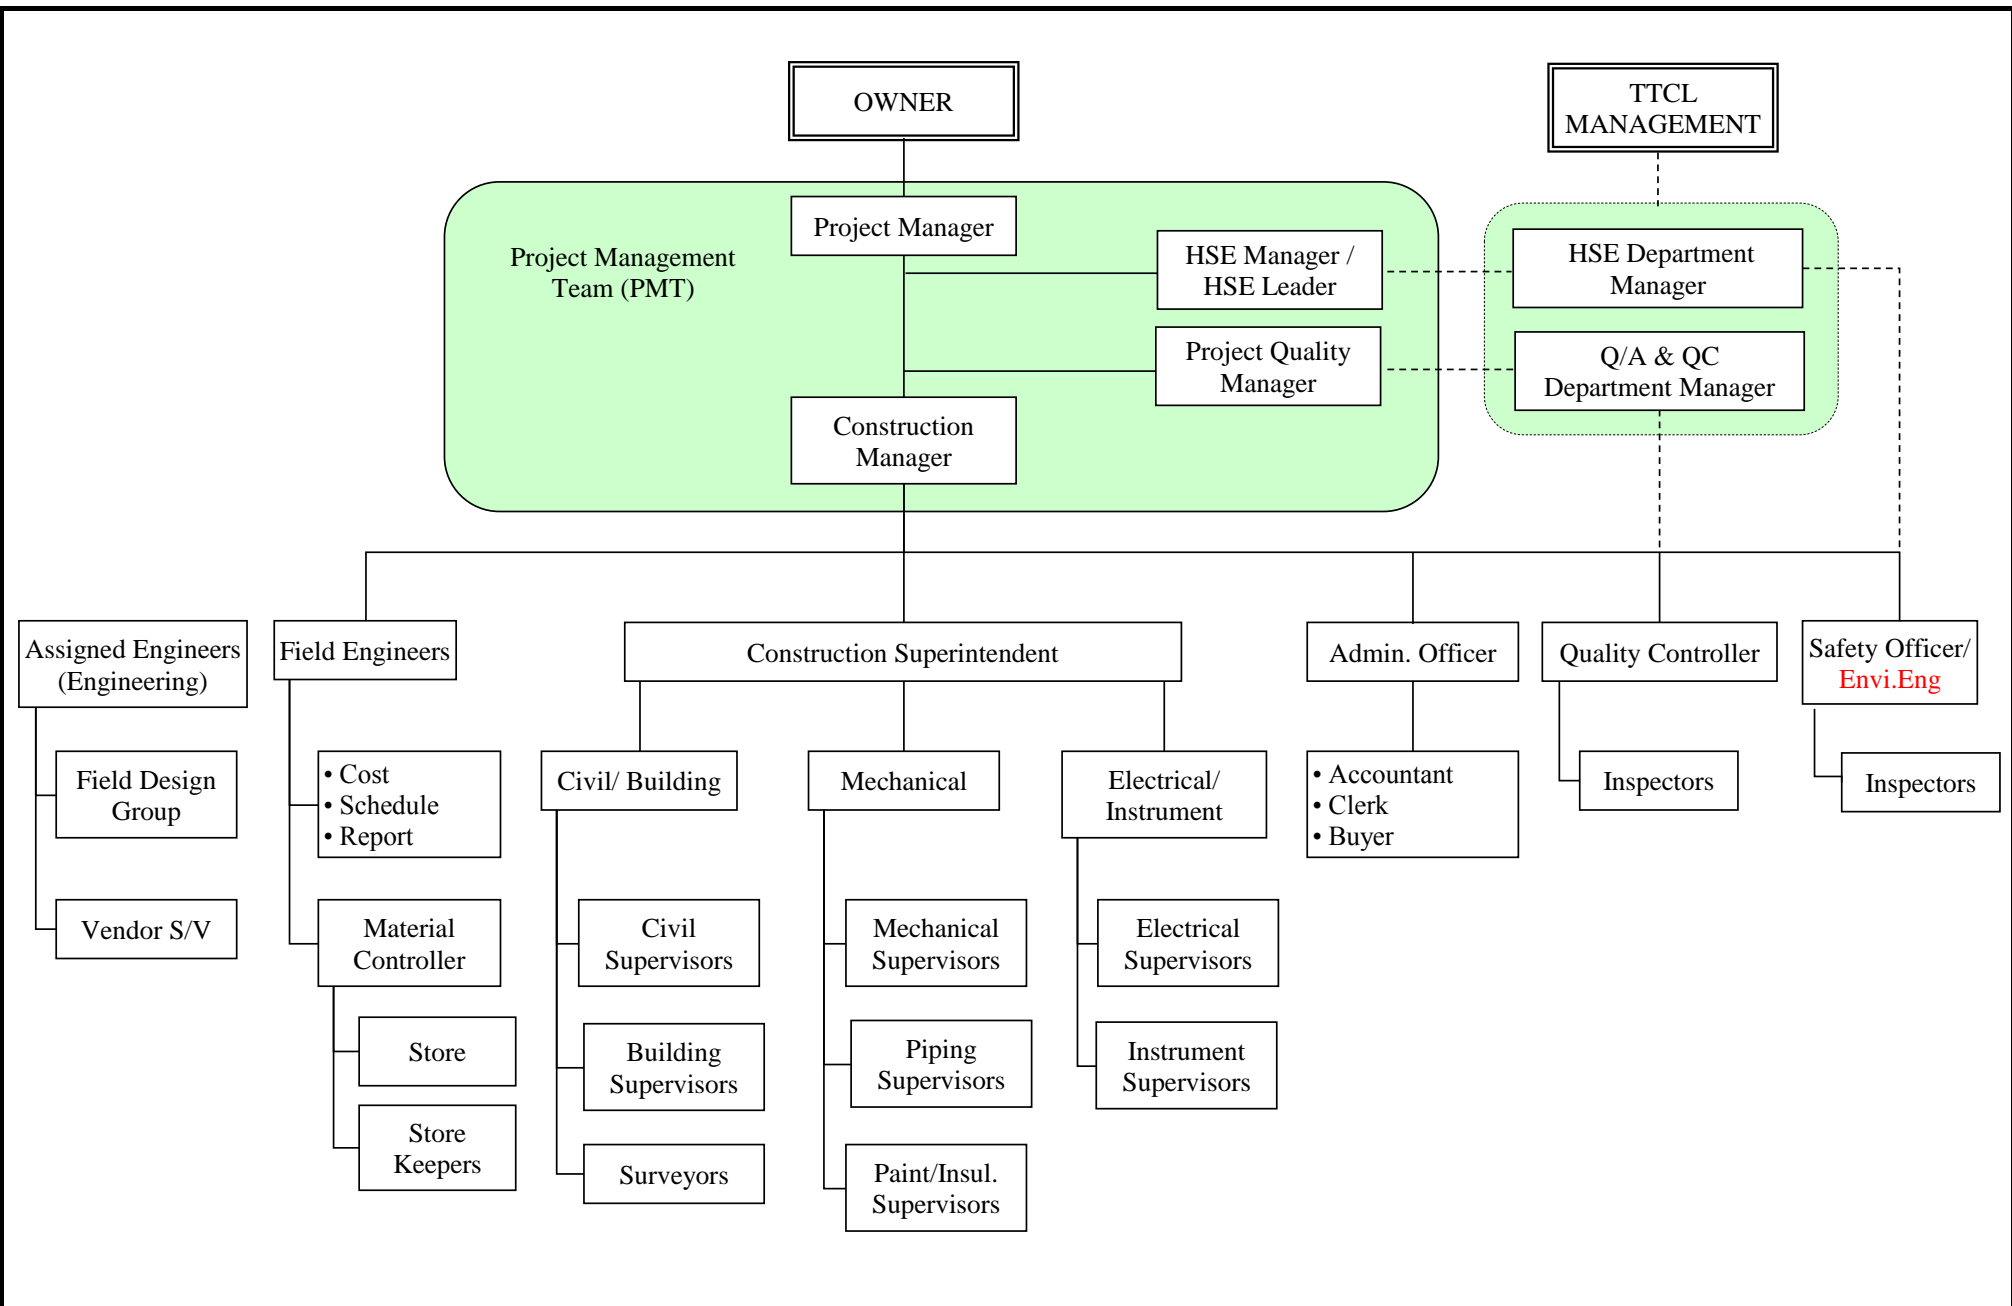 OWNER
TTCL
MANAGEMENT
Project Manager
Project Management
Team (PMT)
HSE Manager /
HSE Leader
HSE Department
Manager
Project Quality
Manager
Q/A & QC
Department Manager
Construction
Manager
Assigned Engineers
(Engineering)
Field Engineers
Construction Superintendent
Admin. Officer
Quality Controller
Safety Officer/
Envi.Eng
Field Design
Group
• Cost
• Schedule
• Report
Civil/ Building
Mechanical
Electrical/
Instrument
• Accountant
• Clerk
• Buyer
Inspectors
Inspectors
Vendor S/V
Material
Controller
Civil
Supervisors
Mechanical
Supervisors
Electrical
Supervisors
Store
Building
Supervisors
Piping
Supervisors
Instrument
Supervisors
Store
Keepers
Surveyors
Paint/Insul.
Supervisors